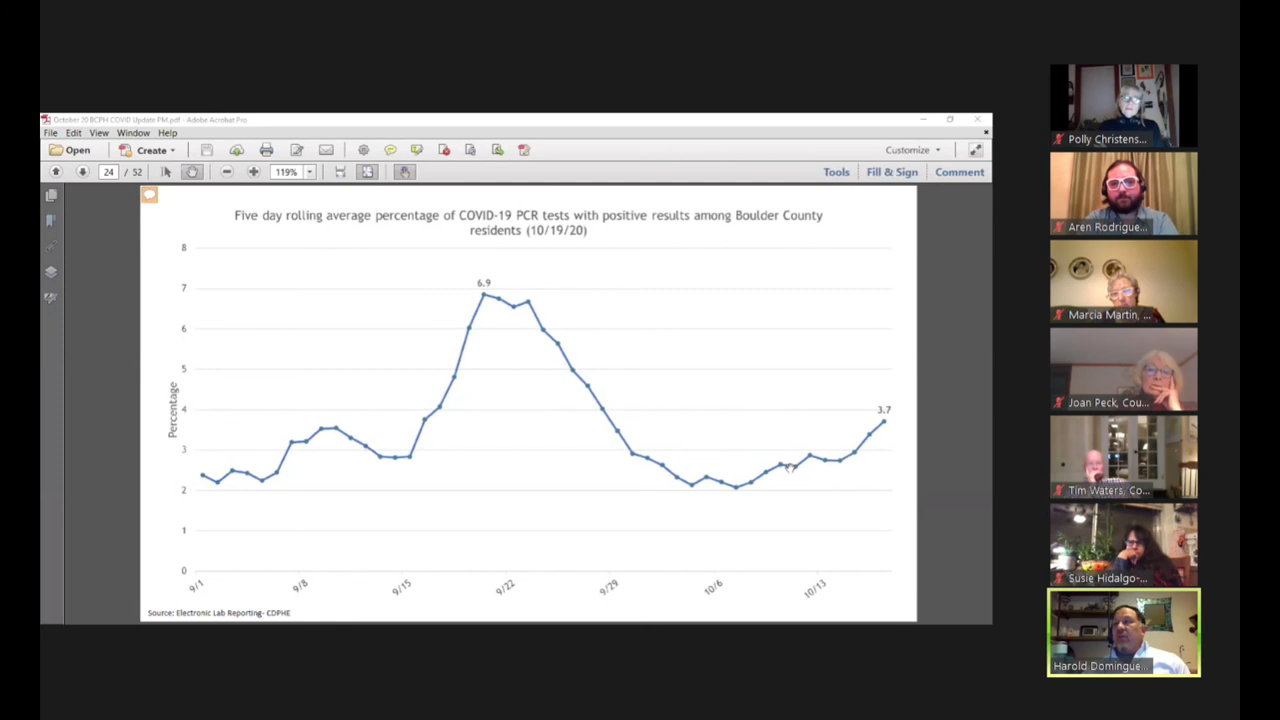 October 20 BCPH COVID Update PM.pdf - Adobe Acrobat Pro
File Edit View Window Help
Open Create Customize
24 / 52 119% Tools Fill & Sign Comment
Five day rolling average percentage of COVID-19 PCR tests with positive results among Boulder County
residents (10/19/20)
8
7
6
5
4
3
2
1
0
Percentage
6.9
3.7
9/1 9/8 9/15 9/22 9/29 10/6 10/13
Source: Electronic Lab Reporting- CDPHE
Polly Christens...
Aren Rodrigue...
Marcia Martin, ...
Joan Peck, Cou...
Tim Waters, Co...
Susie Hidalgo-...
Harold Domingue...